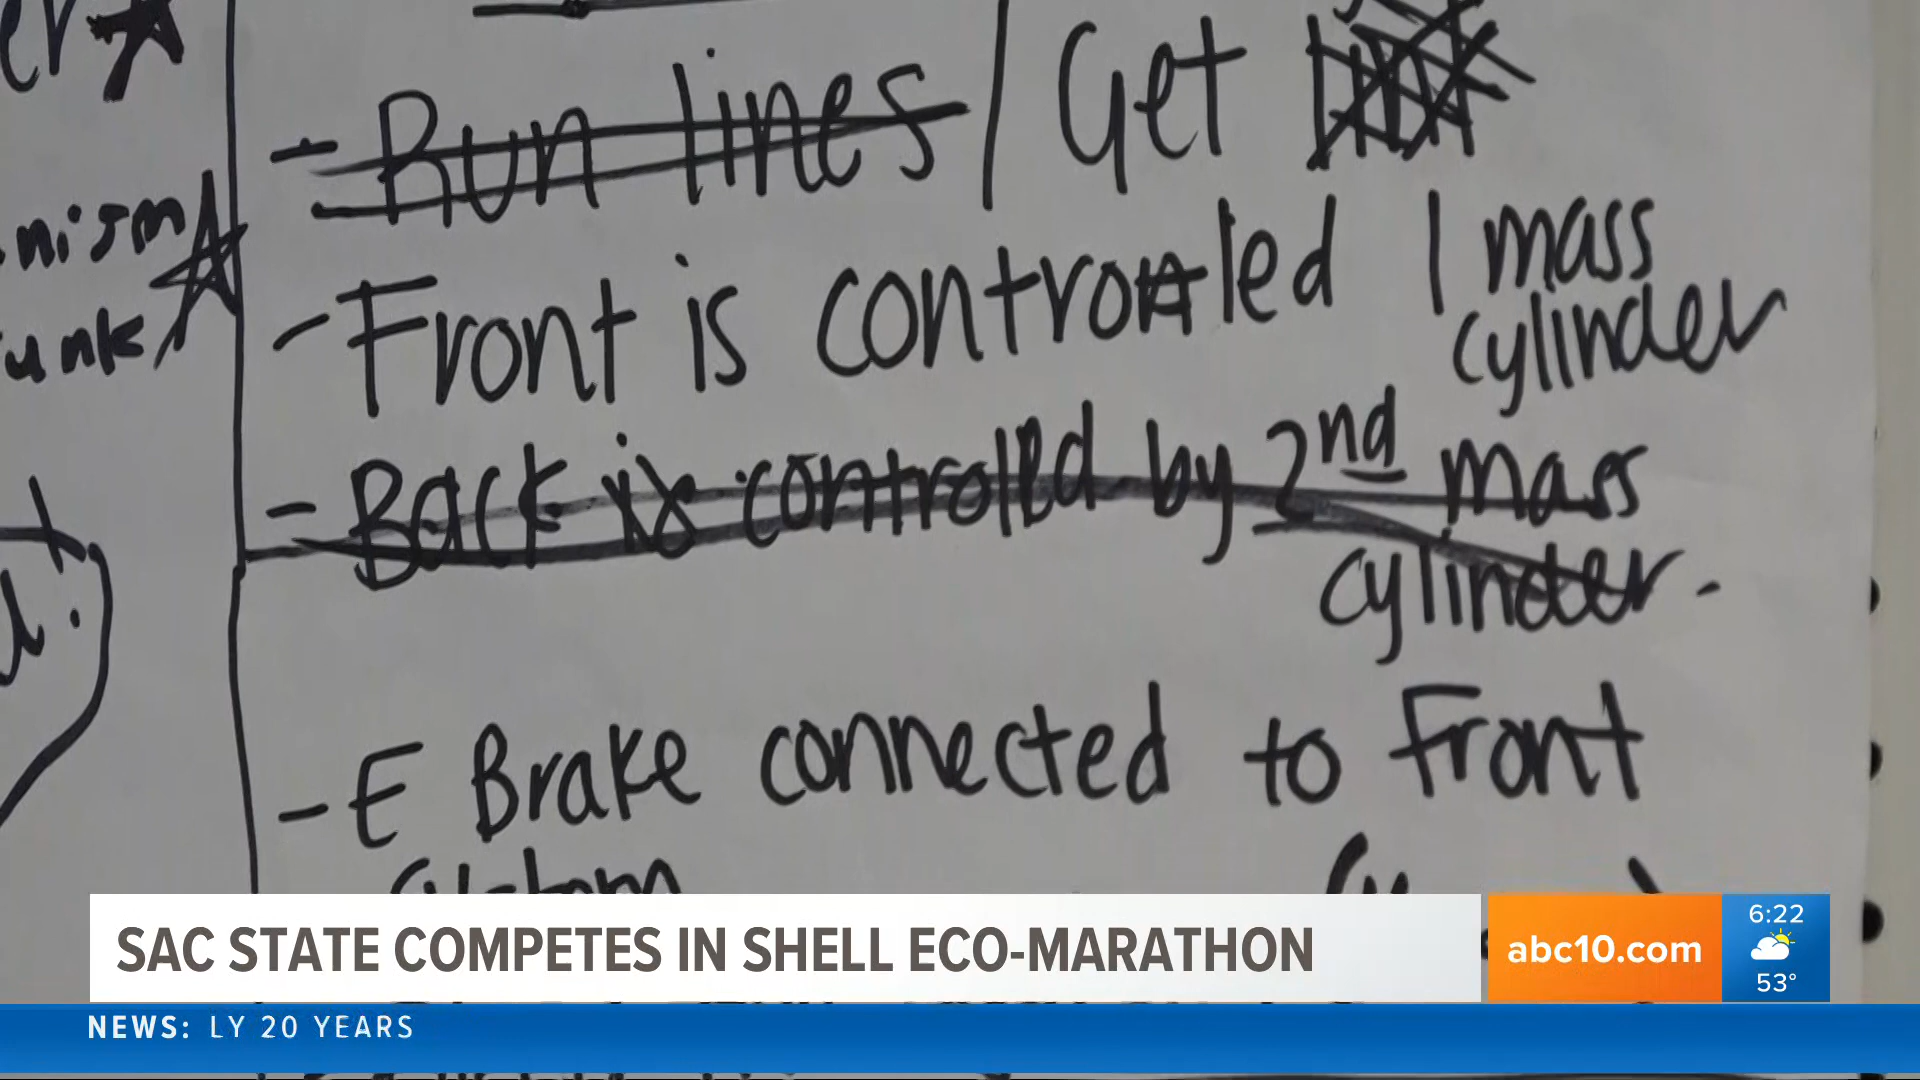 - Run lines / Get
nism
- Front is controlled 1 mass
cylinder
unk
- Back is controlled by 2nd mass
cylinder.
- E Brake connected to Front
system
SAC STATE COMPETES IN SHELL ECO-MARATHON
abc10.com
6:22
53°
NEWS: LY 20 YEARS